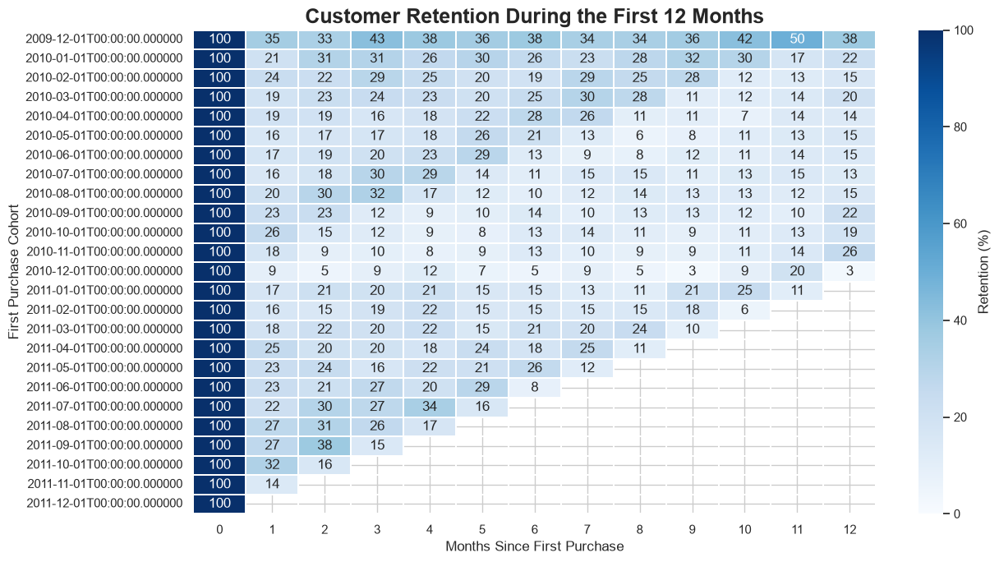 Customer Retention During the First 12 Months
2009-12-01T00:00:00.000000 100 35 33 43 38 36 38 34 34 36 42 50 38
2010-01-01T00:00:00.000000 100 21 31 31 26 30 26 23 28 32 30 17 22
2010-02-01T00:00:00.000000 100 24 22 29 25 20 19 29 25 28 12 13 15
2010-03-01T00:00:00.000000 100 19 23 24 23 20 25 30 28 11 12 14 20
2010-04-01T00:00:00.000000 100 19 19 16 18 22 28 26 11 11 7 14 14
2010-05-01T00:00:00.000000 100 16 17 17 18 26 21 13 6 8 11 13 15
2010-06-01T00:00:00.000000 100 17 19 20 23 29 13 9 8 12 11 14 15
2010-07-01T00:00:00.000000 100 16 18 30 29 14 11 15 15 11 13 15 13
2010-08-01T00:00:00.000000 100 20 30 32 17 12 10 12 14 13 13 12 15
2010-09-01T00:00:00.000000 100 23 23 12 9 10 14 10 13 13 12 10 22
2010-10-01T00:00:00.000000 100 26 15 12 9 8 13 14 11 9 11 13 19
2010-11-01T00:00:00.000000 100 18 9 10 8 9 13 10 9 9 11 14 26
2010-12-01T00:00:00.000000 100 9 5 9 12 7 5 9 5 3 9 20 3
2011-01-01T00:00:00.000000 100 17 21 20 21 15 15 13 11 21 25 11
2011-02-01T00:00:00.000000 100 16 15 19 22 15 15 15 15 18 6
2011-03-01T00:00:00.000000 100 18 22 20 22 15 21 20 24 10
2011-04-01T00:00:00.000000 100 25 20 20 18 24 18 25 11
2011-05-01T00:00:00.000000 100 23 24 16 22 21 26 12
2011-06-01T00:00:00.000000 100 23 21 27 20 29 8
2011-07-01T00:00:00.000000 100 22 30 27 34 16
2011-08-01T00:00:00.000000 100 27 31 26 17
2011-09-01T00:00:00.000000 100 27 38 15
2011-10-01T00:00:00.000000 100 32 16
2011-11-01T00:00:00.000000 100 14
2011-12-01T00:00:00.000000 100
0 1 2 3 4 5 6 7 8 9 10 11 12
Months Since First Purchase
First Purchase Cohort
100
80
60
40
20
0
Retention (%)